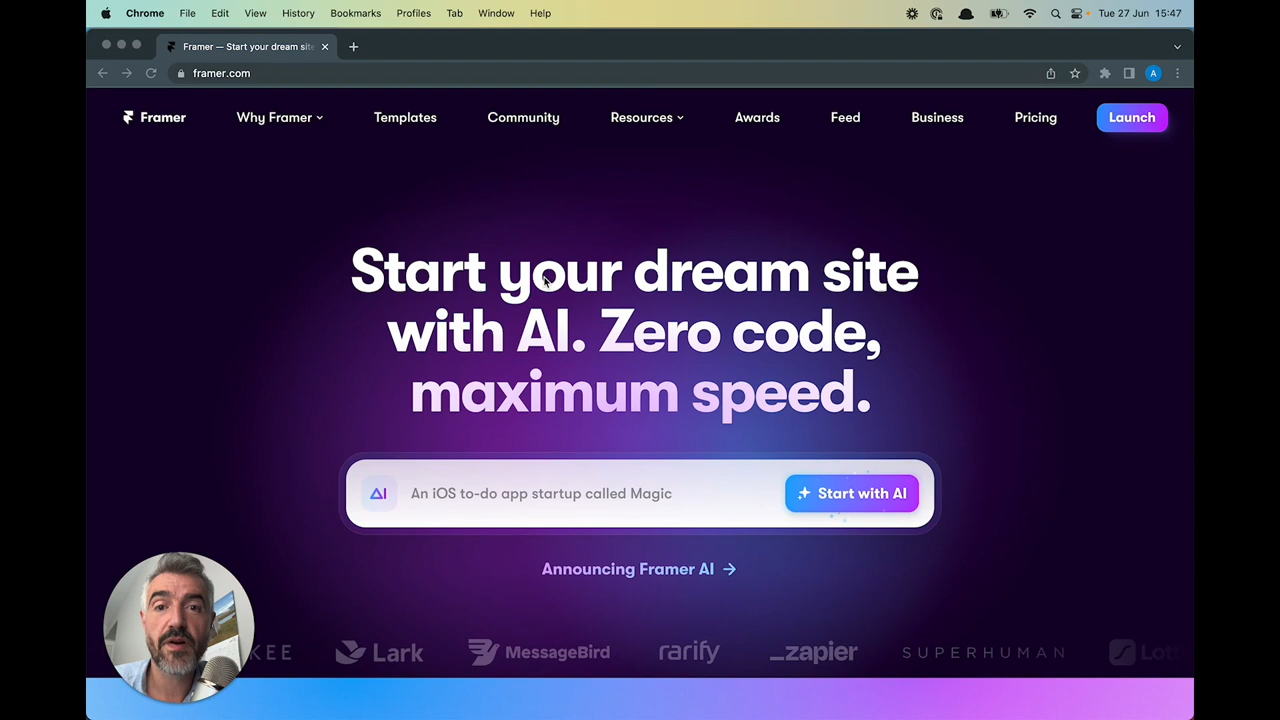 Chrome File Edit View History Bookmarks Profiles Tab Window Help Tue 27 Jun 15:47
Framer — Start your dream site
framer.com A
Framer Why Framer Templates Community Resources Awards Feed Business Pricing Launch
Start your dream site
with AI. Zero code,
maximum speed.
AI An iOS to-do app startup called Magic Start with AI
Announcing Framer AI →
KEE Lark MessageBird rarify _zapier SUPERHUMAN Lott